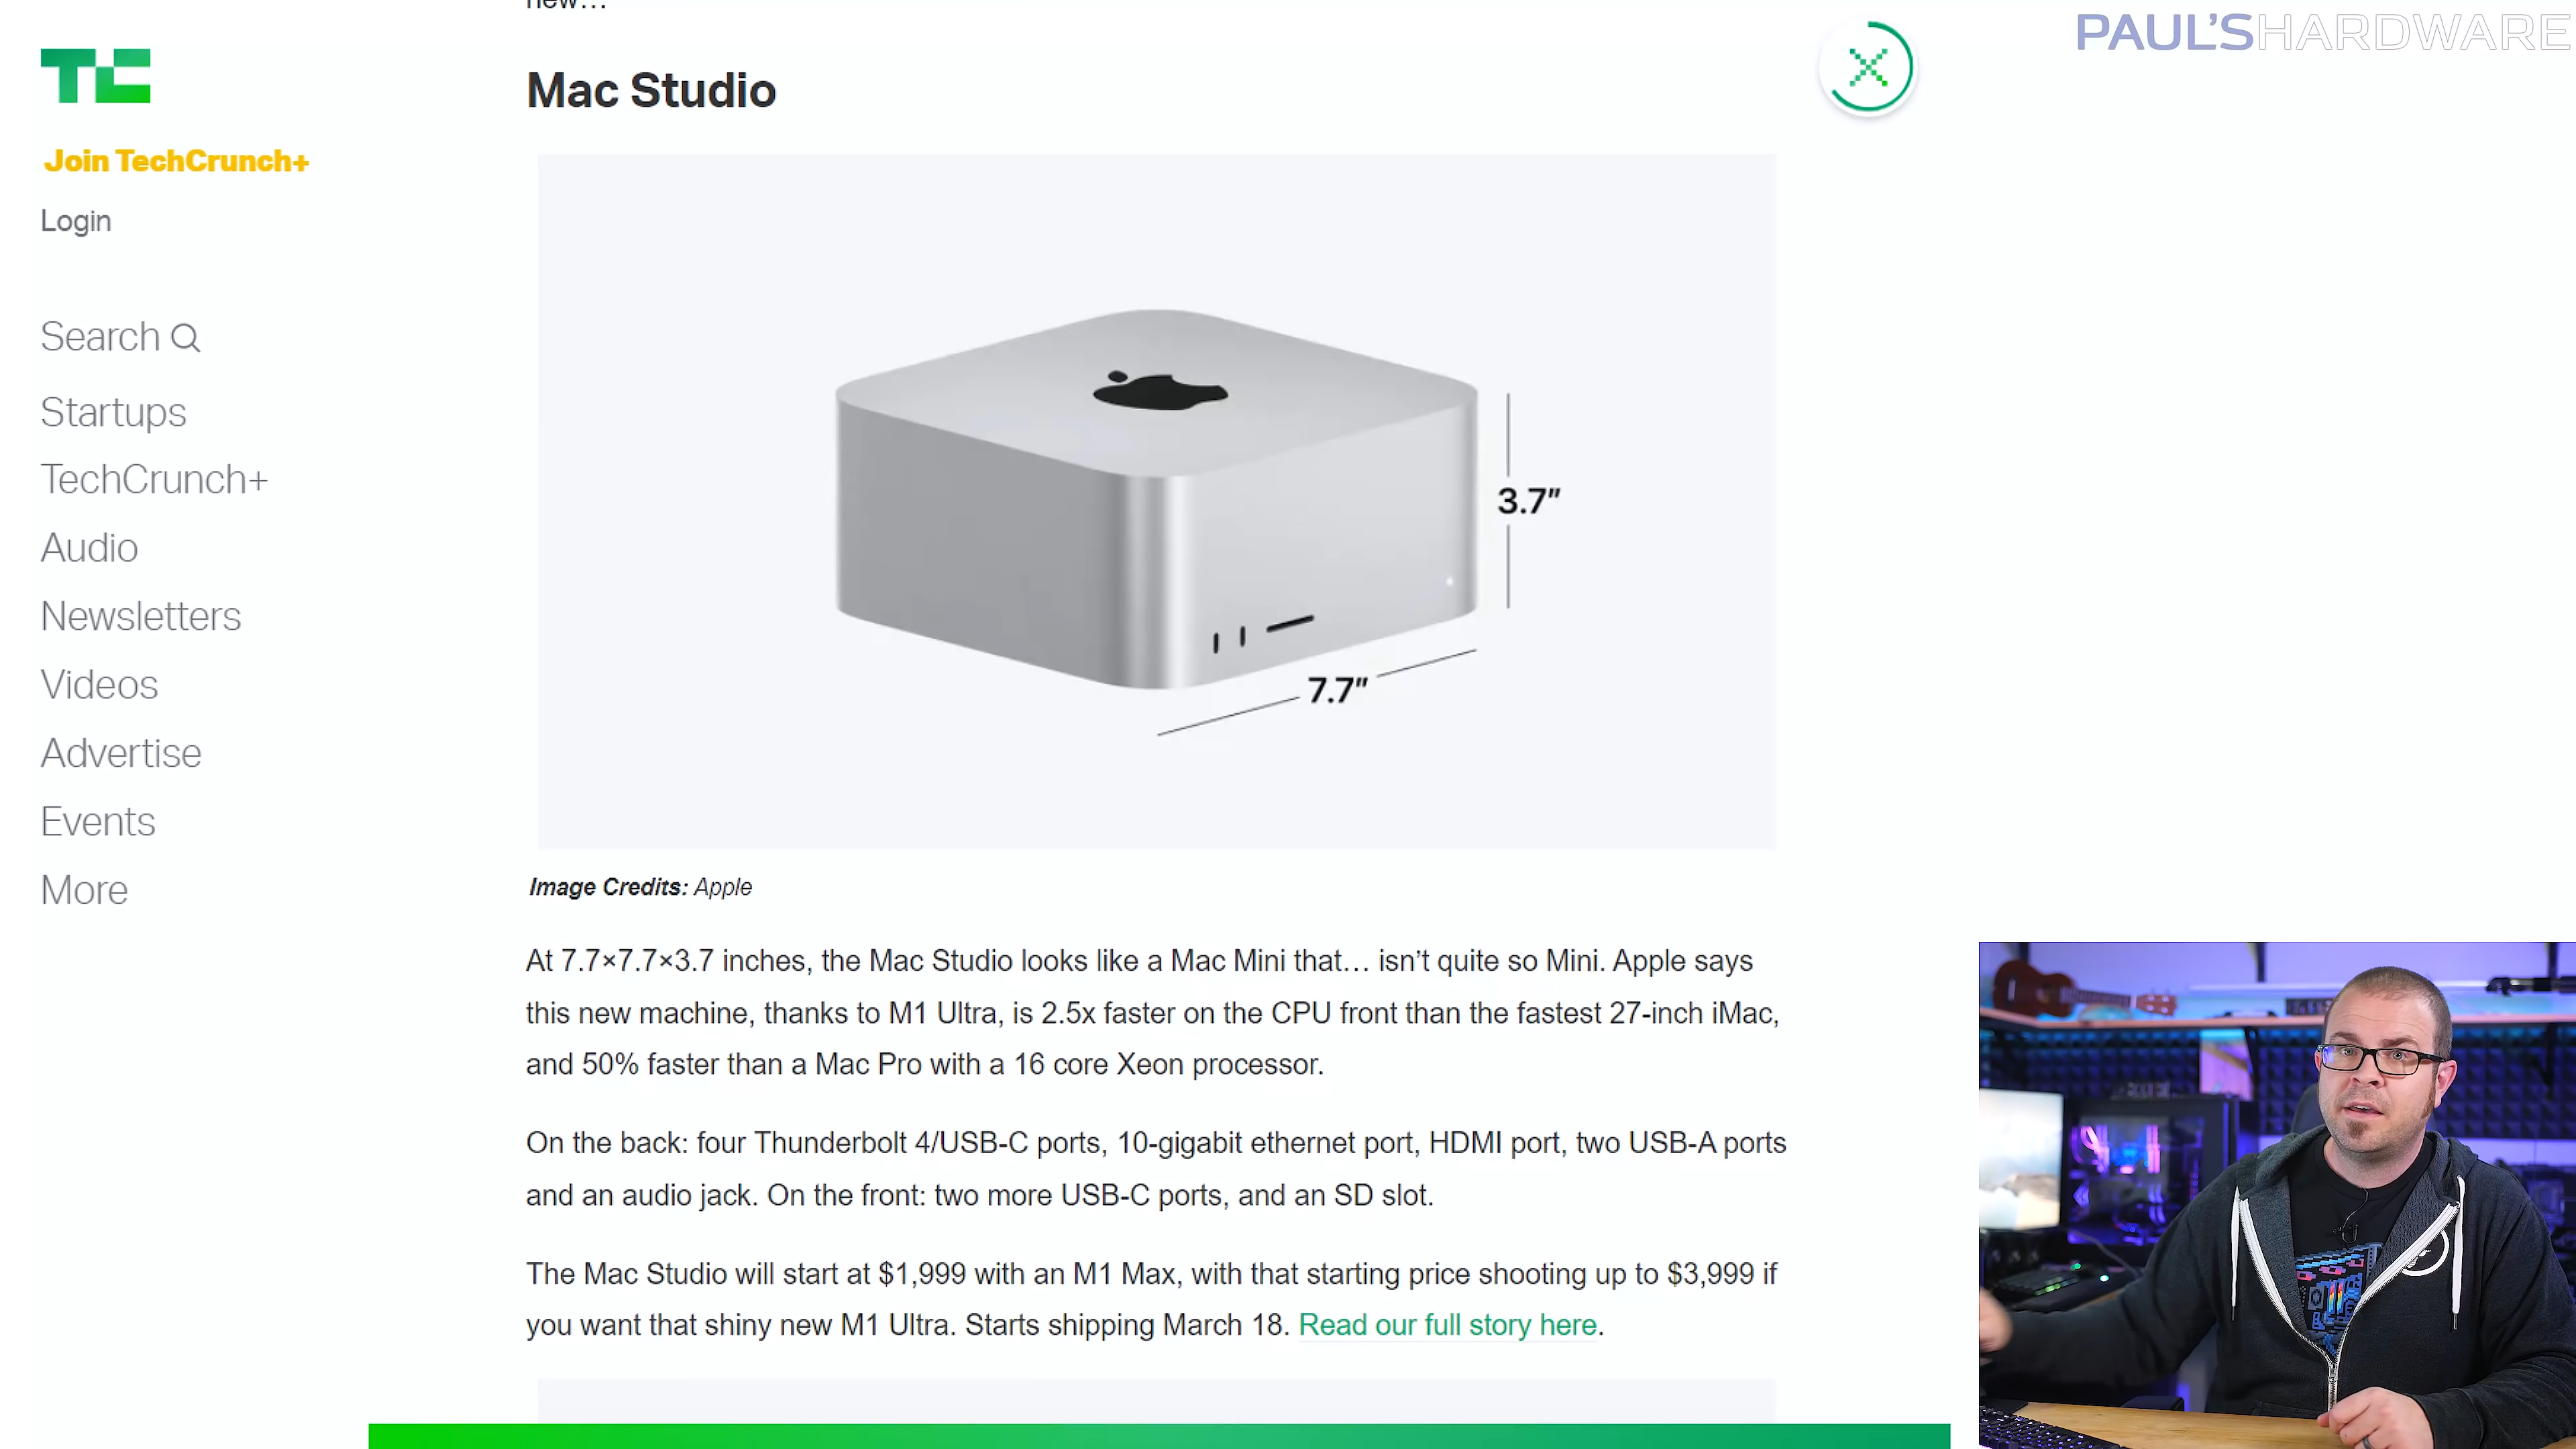 new…
PAUL'SHARDWARE
TC
Join TechCrunch+
Login
Search
Startups
TechCrunch+
Audio
Newsletters
Videos
Advertise
Events
More
Mac Studio
3.7″
7.7″
Image Credits: Apple
At 7.7×7.7×3.7 inches, the Mac Studio looks like a Mac Mini that… isn’t quite so Mini. Apple says
this new machine, thanks to M1 Ultra, is 2.5x faster on the CPU front than the fastest 27-inch iMac,
and 50% faster than a Mac Pro with a 16 core Xeon processor.
On the back: four Thunderbolt 4/USB-C ports, 10-gigabit ethernet port, HDMI port, two USB-A ports
and an audio jack. On the front: two more USB-C ports, and an SD slot.
The Mac Studio will start at $1,999 with an M1 Max, with that starting price shooting up to $3,999 if
you want that shiny new M1 Ultra. Starts shipping March 18. Read our full story here.